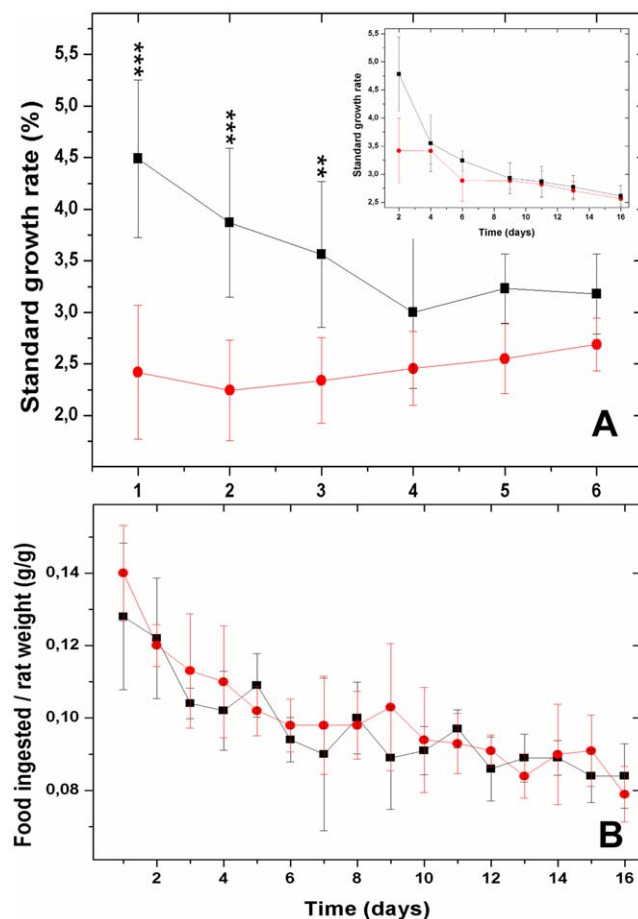 Standard growth rate (%)
5,5
5,0
4,5
4,0
3,5
3,0
2,5
2,0
***
***
**
Standard growth rate
5,5
5,0
4,5
4,0
3,5
3,0
2,5
2 4 6 8 10 12 14 16
Time (days)
A
1 2 3 4 5 6
Food ingested / rat weight (g/g)
0,14
0,12
0,10
0,08
B
2 4 6 8 10 12 14 16
Time (days)